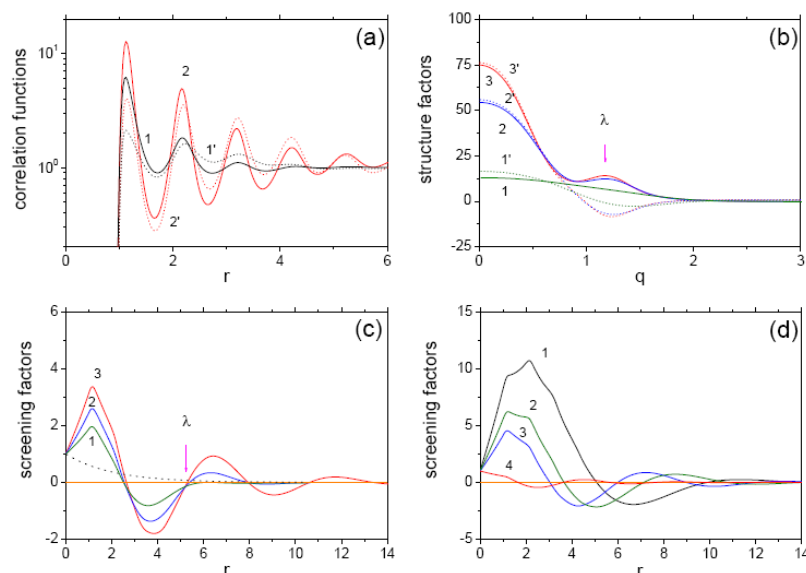 (a)
correlation functions
10^1
10^0
1
1'
2
2'
0 2 4 6
r
(b)
structure factors
100
75
50
25
0
-25
3'
3
2'
2
1'
1
λ
0 1 2 3
q
(c)
screening factors
6
4
2
0
-2
3
2
1
λ
0 2 4 6 8 10 12 14
r
(d)
screening factors
15
10
5
0
-5
1
2
3
4
0 2 4 6 8 10 12 14
r